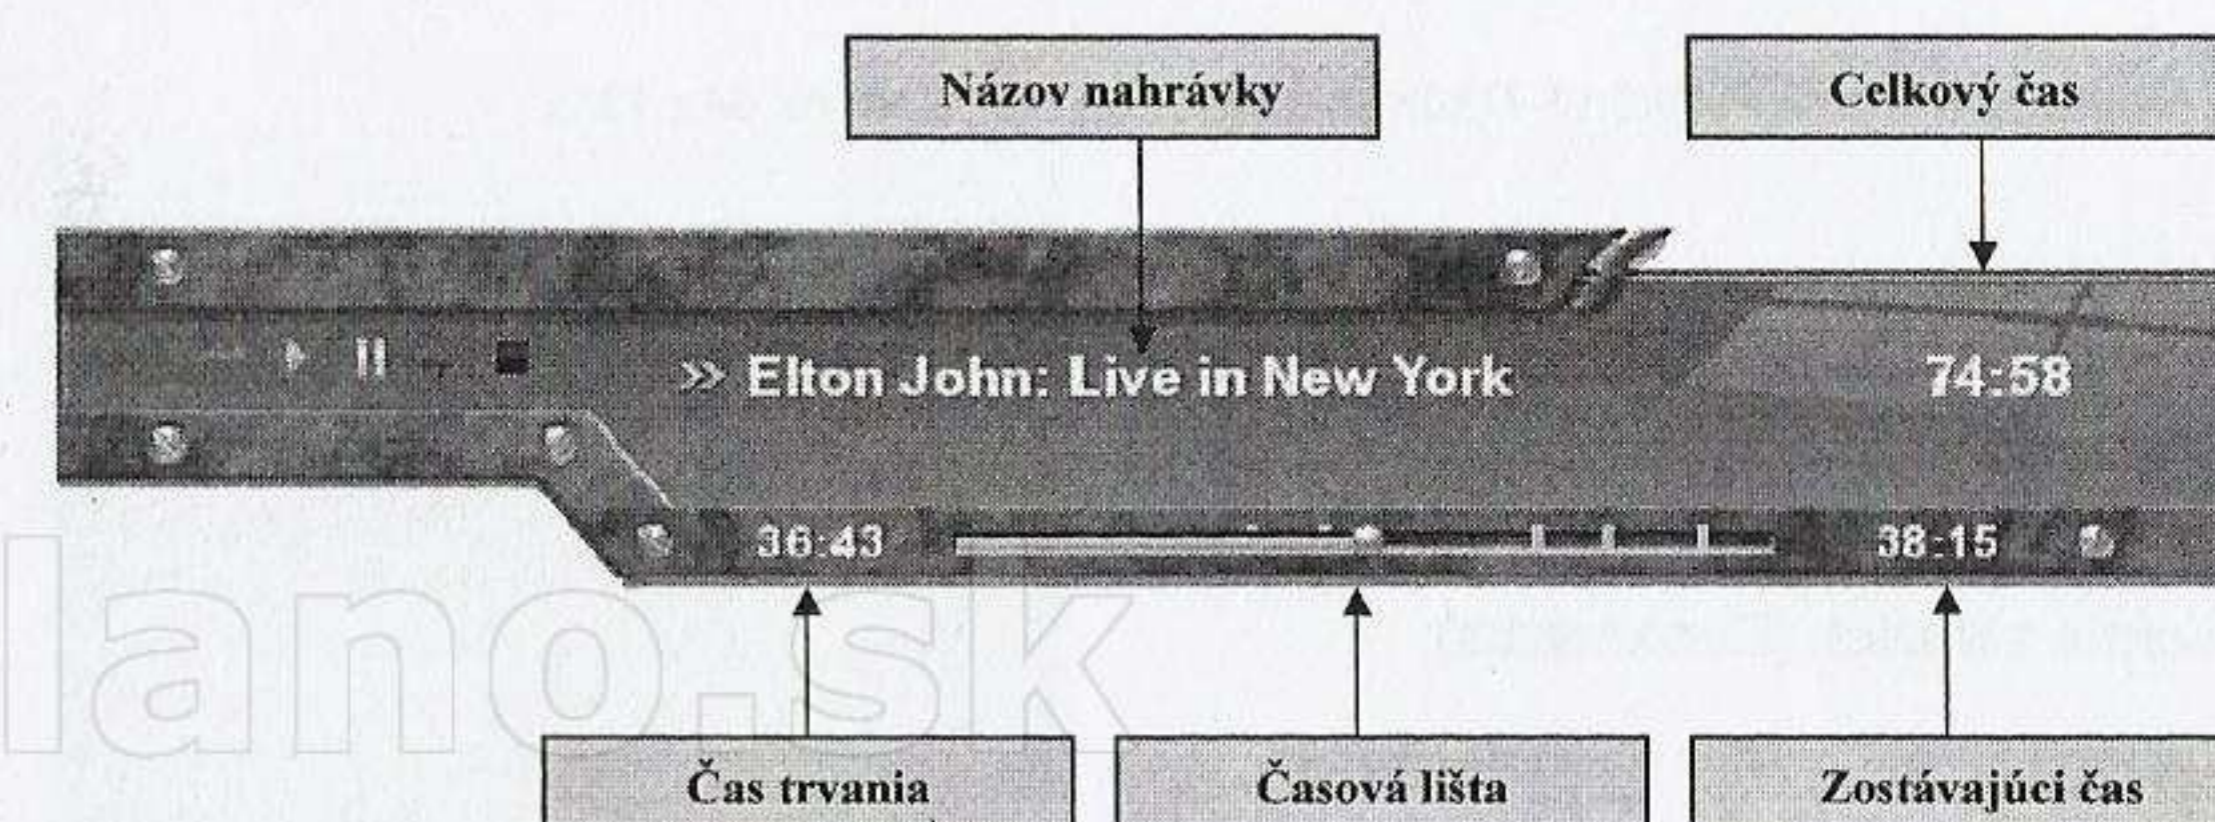 Názov nahrávky
Celkový čas
» Elton John: Live in New York
74:58
36:43
38:15
lano.sk
Čas trvania
Časová lišta
Zostávajúci čas